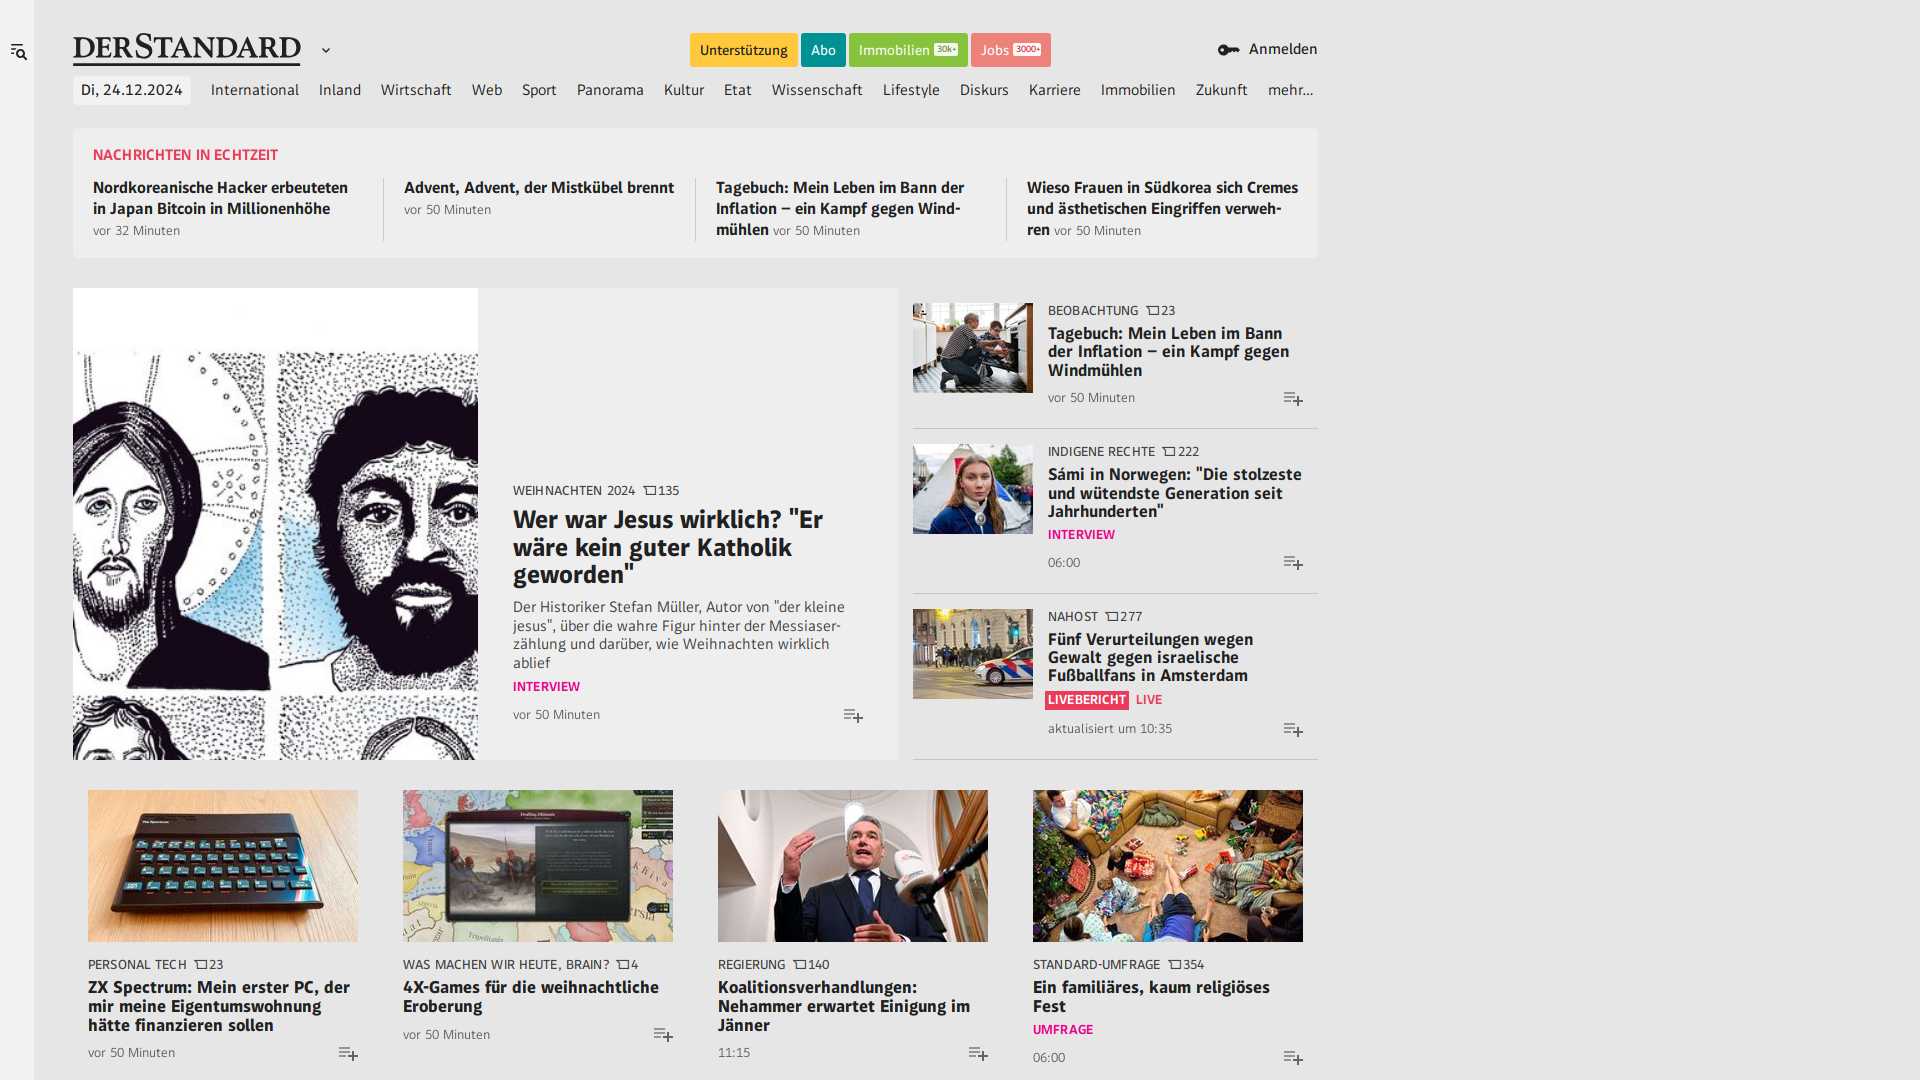 DERSTANDARD
Unterstützung
Abo
Immobilien 30k+
Jobs 3000+
Anmelden
Di, 24.12.2024
International
Inland
Wirtschaft
Web
Sport
Panorama
Kultur
Etat
Wissenschaft
Lifestyle
Diskurs
Karriere
Immobilien
Zukunft
mehr...
NACHRICHTEN IN ECHTZEIT
Nordkoreanische Hacker erbeuteten
in Japan Bitcoin in Millionenhöhe
vor 32 Minuten
Advent, Advent, der Mistkübel brennt
vor 50 Minuten
Tagebuch: Mein Leben im Bann der
Inflation – ein Kampf gegen Wind-
mühlen vor 50 Minuten
Wieso Frauen in Südkorea sich Cremes
und ästhetischen Eingriffen verweh-
ren vor 50 Minuten
WEIHNACHTEN 2024 135
Wer war Jesus wirklich? "Er
wäre kein guter Katholik
geworden"
Der Historiker Stefan Müller, Autor von "der kleine
jesus", über die wahre Figur hinter der Messiaser-
zählung und darüber, wie Weihnachten wirklich
ablief
INTERVIEW
vor 50 Minuten
BEOBACHTUNG 23
Tagebuch: Mein Leben im Bann
der Inflation – ein Kampf gegen
Windmühlen
vor 50 Minuten
INDIGENE RECHTE 222
Sámi in Norwegen: "Die stolzeste
und wütendste Generation seit
Jahrhunderten"
INTERVIEW
06:00
NAHOST 277
Fünf Verurteilungen wegen
Gewalt gegen israelische
Fußballfans in Amsterdam
LIVEBERICHT LIVE
aktualisiert um 10:35
PERSONAL TECH 23
ZX Spectrum: Mein erster PC, der
mir meine Eigentumswohnung
hätte finanzieren sollen
vor 50 Minuten
WAS MACHEN WIR HEUTE, BRAIN? 4
4X-Games für die weihnachtliche
Eroberung
vor 50 Minuten
REGIERUNG 140
Koalitionsverhandlungen:
Nehammer erwartet Einigung im
Jänner
11:15
STANDARD-UMFRAGE 354
Ein familiäres, kaum religiöses
Fest
UMFRAGE
06:00